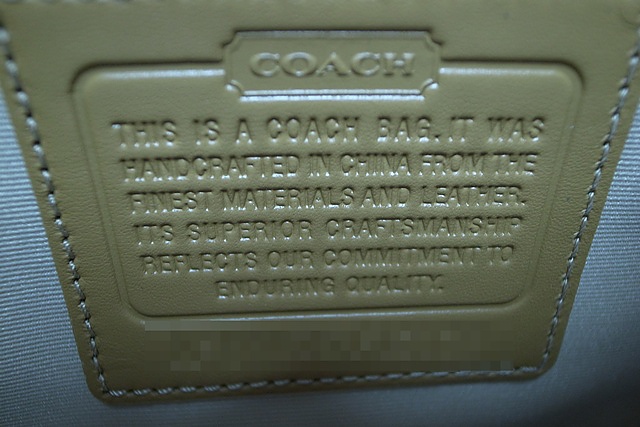 COACH
THIS IS A COACH BAG. IT WAS
HANDCRAFTED IN CHINA FROM THE
FINEST MATERIALS AND LEATHER.
ITS SUPERIOR CRAFTSMANSHIP
REFLECTS OUR COMMITMENT TO
ENDURING QUALITY.